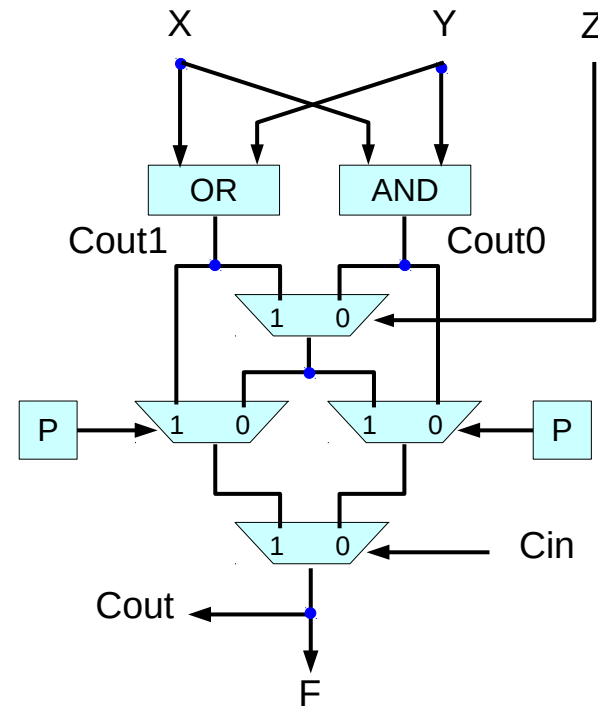 X Y Z
OR AND
Cout1 Cout0
1 0
P 1 0 1 0 P
1 0
Cin
Cout
F